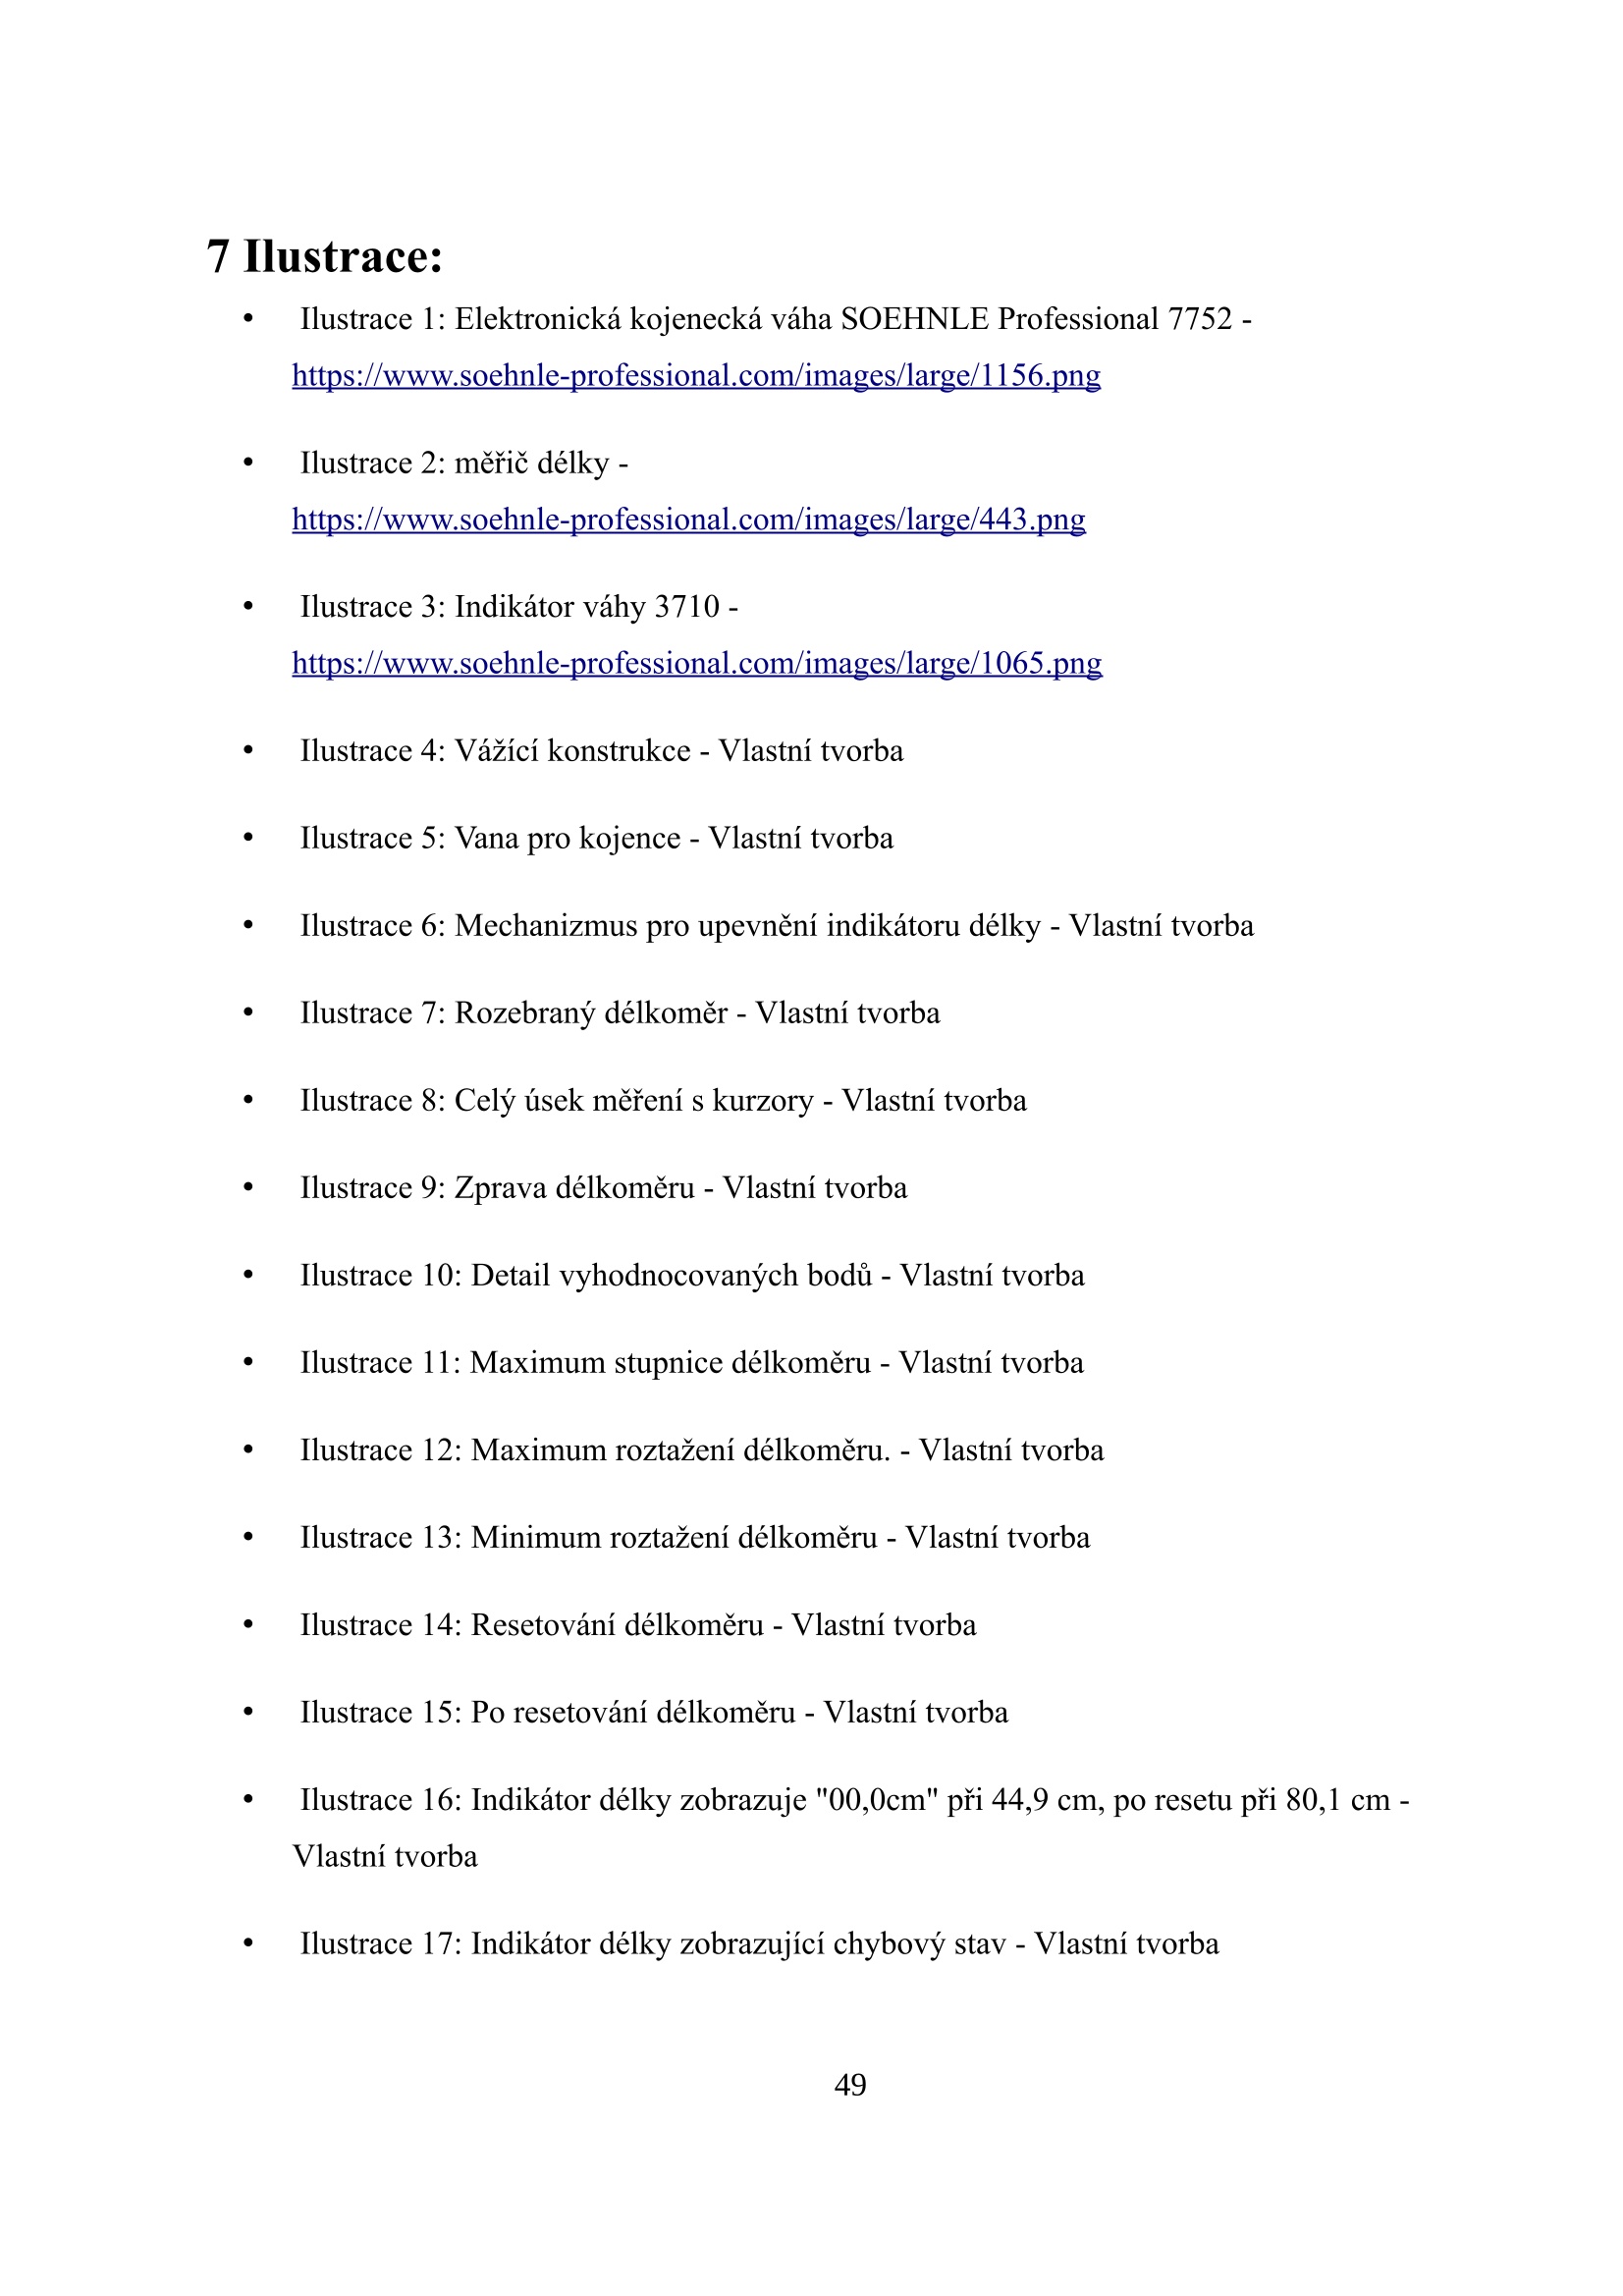 7 Ilustrace:
• Ilustrace 1: Elektronická kojenecká váha SOEHNLE Professional 7752 -
https://www.soehnle-professional.com/images/large/1156.png
• Ilustrace 2: měřič délky -
https://www.soehnle-professional.com/images/large/443.png
• Ilustrace 3: Indikátor váhy 3710 -
https://www.soehnle-professional.com/images/large/1065.png
• Ilustrace 4: Vážící konstrukce - Vlastní tvorba
• Ilustrace 5: Vana pro kojence - Vlastní tvorba
• Ilustrace 6: Mechanizmus pro upevnění indikátoru délky - Vlastní tvorba
• Ilustrace 7: Rozebraný délkoměr - Vlastní tvorba
• Ilustrace 8: Celý úsek měření s kurzory - Vlastní tvorba
• Ilustrace 9: Zprava délkoměru - Vlastní tvorba
• Ilustrace 10: Detail vyhodnocovaných bodů - Vlastní tvorba
• Ilustrace 11: Maximum stupnice délkoměru - Vlastní tvorba
• Ilustrace 12: Maximum roztažení délkoměru. - Vlastní tvorba
• Ilustrace 13: Minimum roztažení délkoměru - Vlastní tvorba
• Ilustrace 14: Resetování délkoměru - Vlastní tvorba
• Ilustrace 15: Po resetování délkoměru - Vlastní tvorba
• Ilustrace 16: Indikátor délky zobrazuje "00,0cm" při 44,9 cm, po resetu při 80,1 cm -
Vlastní tvorba
• Ilustrace 17: Indikátor délky zobrazující chybový stav - Vlastní tvorba
49